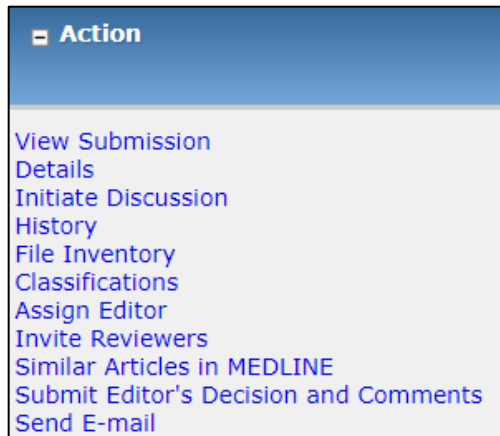 Action
View Submission
Details
Initiate Discussion
History
File Inventory
Classifications
Assign Editor
Invite Reviewers
Similar Articles in MEDLINE
Submit Editor's Decision and Comments
Send E-mail